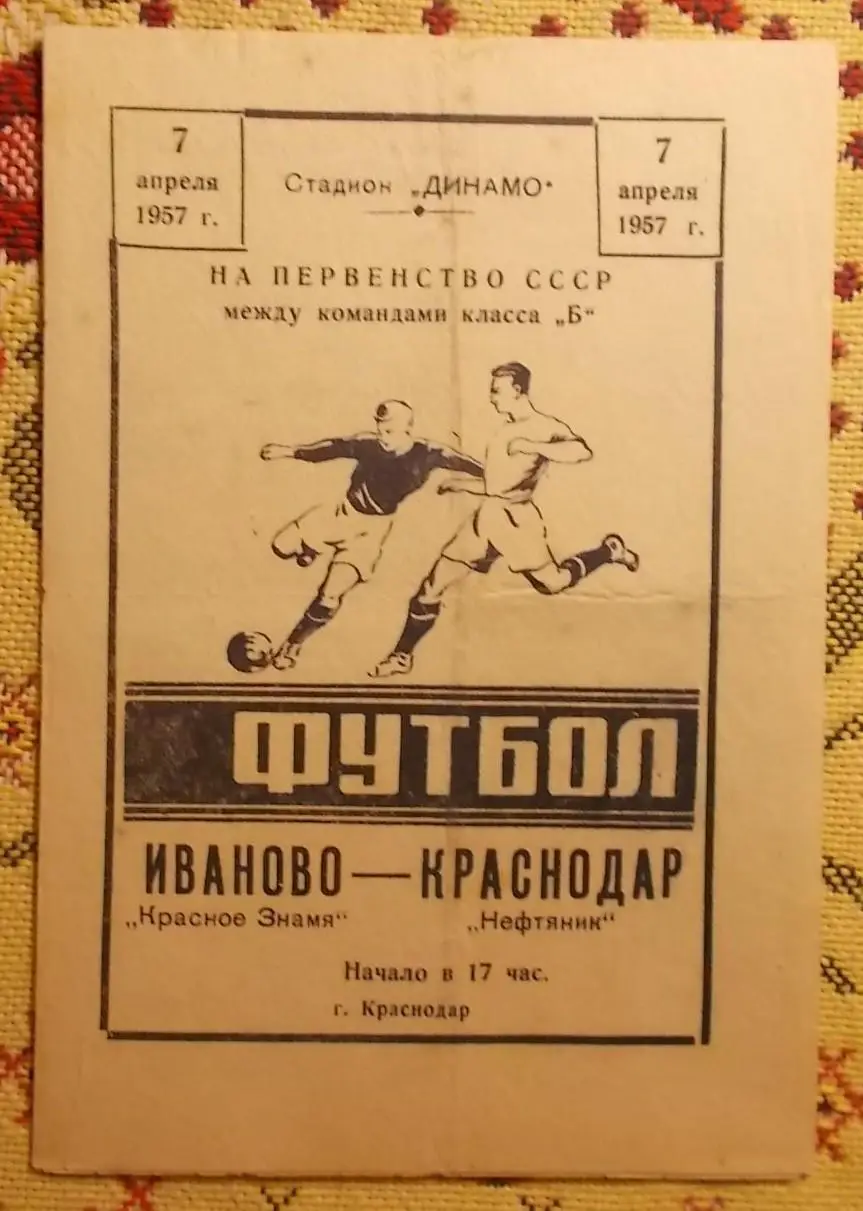 7
апреля
1957 г.
Стадион „ДИНАМО"
7
апреля
1957 г.
НА ПЕРВЕНСТВО СССР
между командами класса „Б"
ФУТБОЛ
ИВАНОВО — КРАСНОДАР
„Красное Знамя" „Нефтяник"
Начало в 17 час.
г. Краснодар